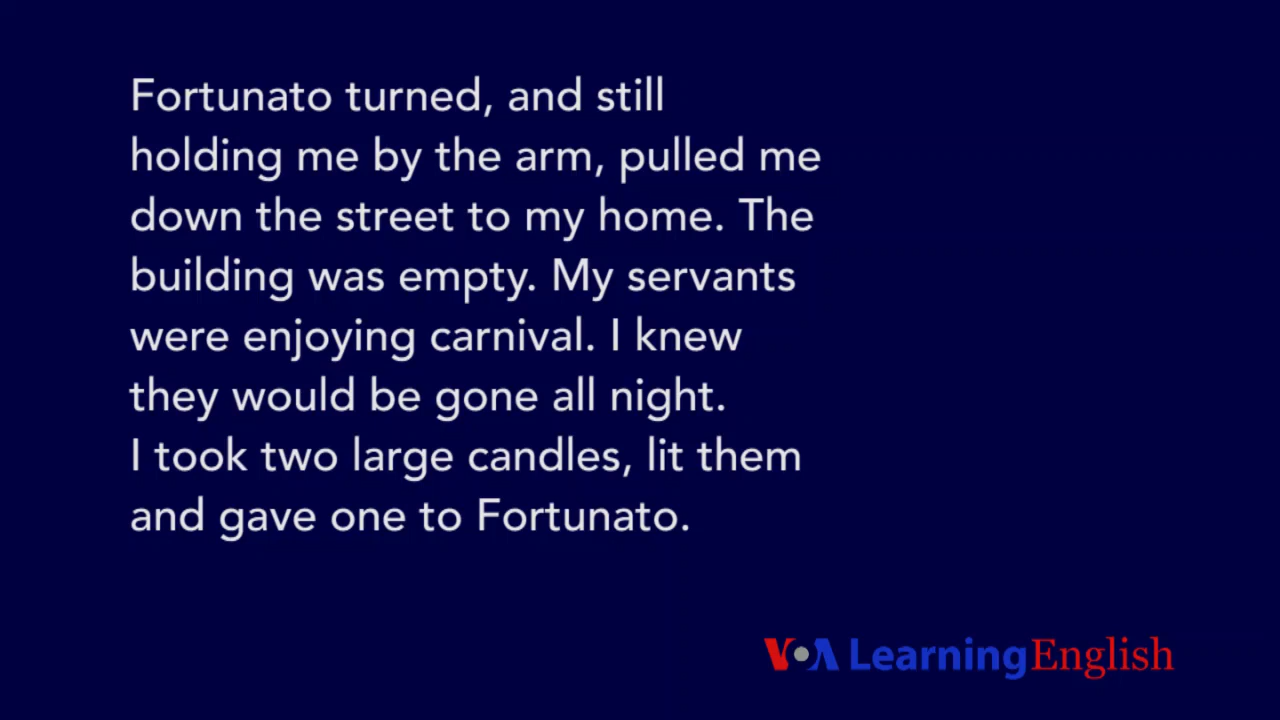 Fortunato turned, and still
holding me by the arm, pulled me
down the street to my home. The
building was empty. My servants
were enjoying carnival. I knew
they would be gone all night.
I took two large candles, lit them
and gave one to Fortunato.
VOA Learning English